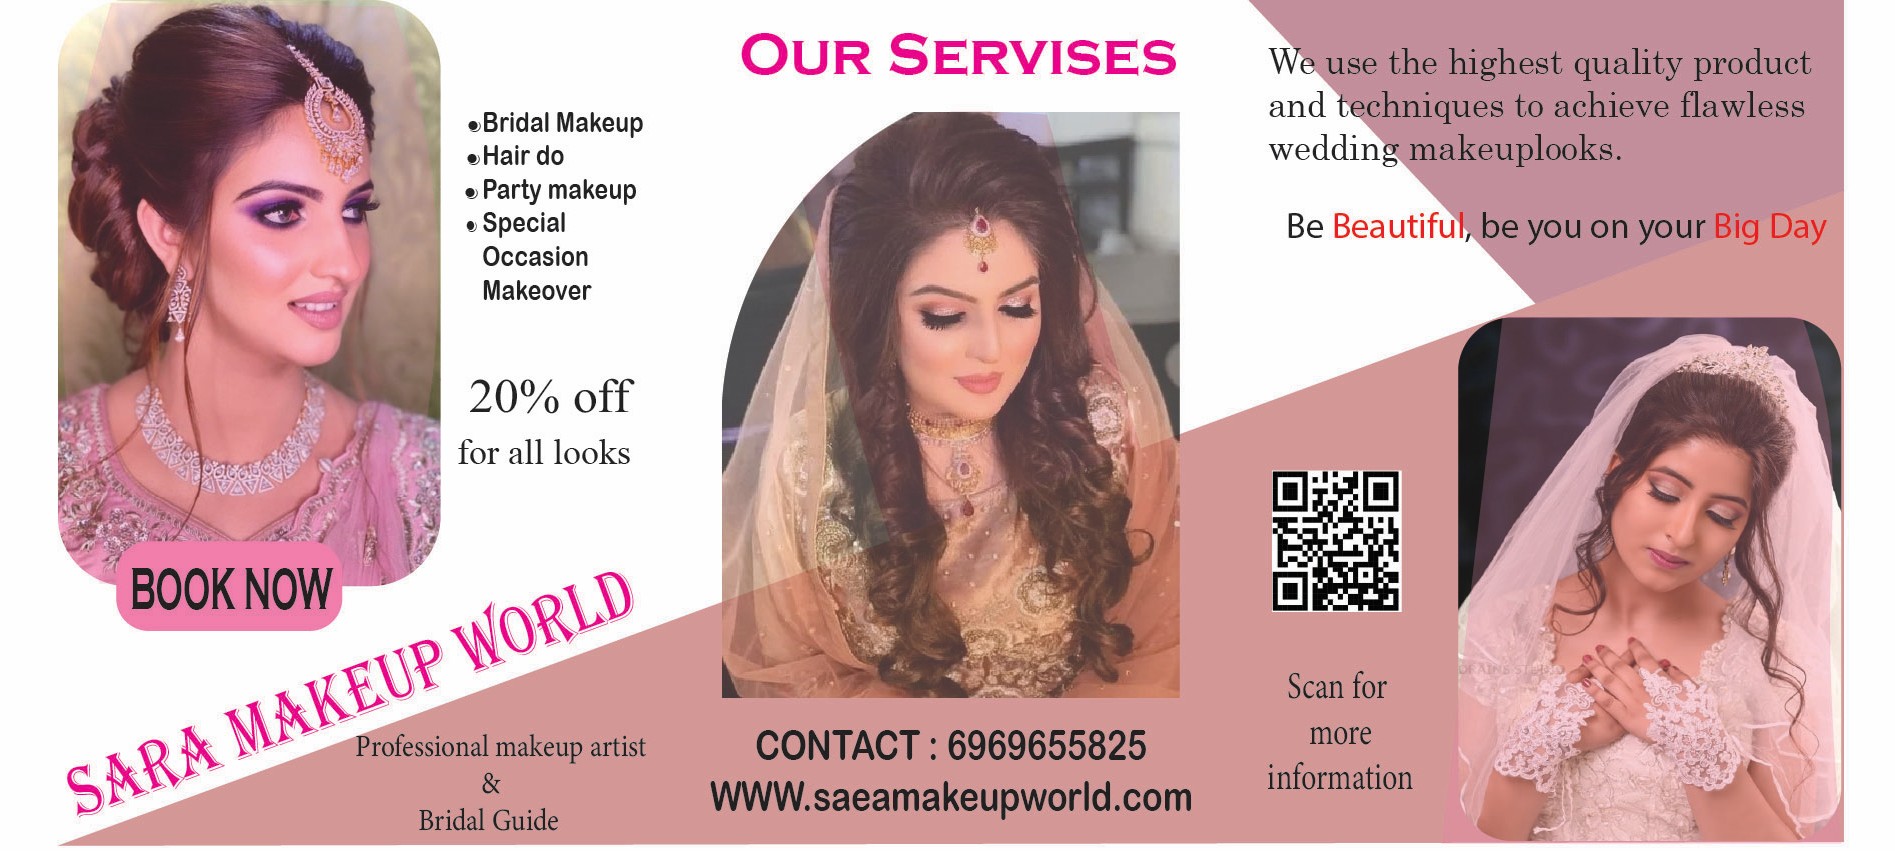 OUR SERVISES
●Bridal Makeup
●Hair do
●Party makeup
●Special
Occasion
Makeover
20% off
for all looks
BOOK NOW
SARA MAKEUP WORLD
Professional makeup artist
&
Bridal Guide
CONTACT : 6969655825
WWW.saeamakeupworld.com
We use the highest quality product
and techniques to achieve flawless
wedding makeuplooks.
Be Beautiful, be you on your Big Day
Scan for
more
information